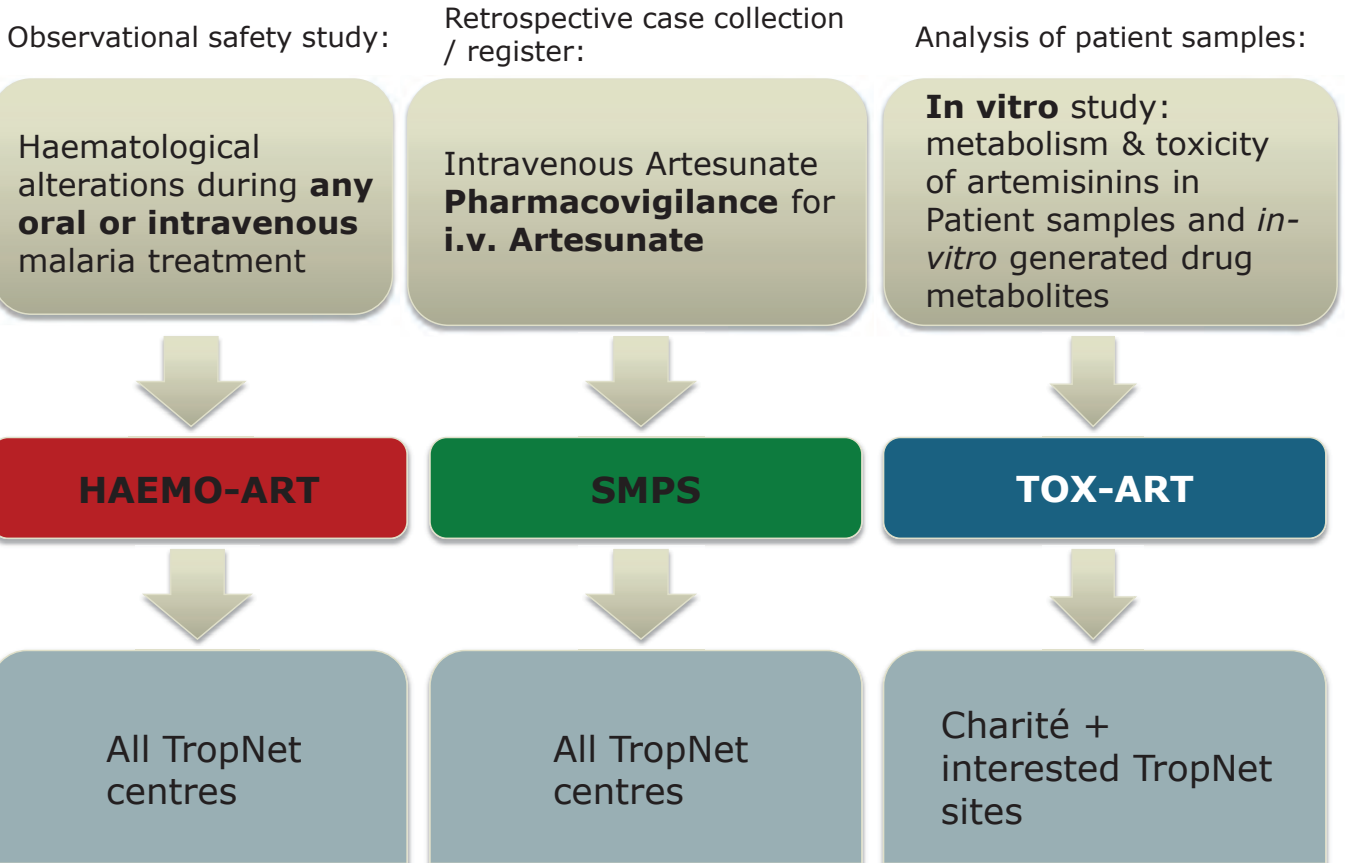 Observational safety study:
Retrospective case collection
/ register:
Analysis of patient samples:
Haematological
alterations during any
oral or intravenous
malaria treatment
Intravenous Artesunate
Pharmacovigilance for
i.v. Artesunate
In vitro study:
metabolism & toxicity
of artemisinins in
Patient samples and in-
vitro generated drug
metabolites
HAEMO-ART
SMPS
TOX-ART
All TropNet
centres
All TropNet
centres
Charité +
interested TropNet
sites